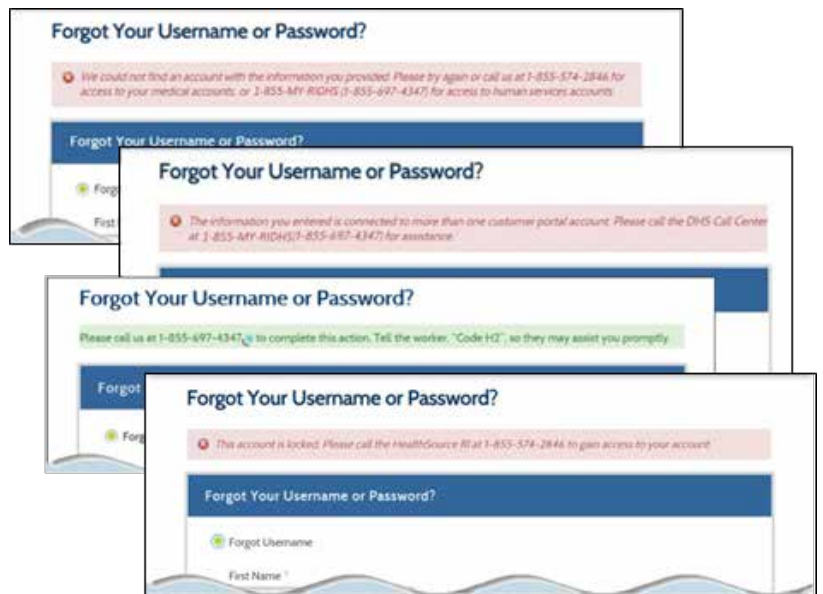 Forgot Your Username or Password?
We could not find an account with the information you provided. Please try again or call us at 1-855-574-2846 for
access to your medical accounts, or 1-855-MY-RIDHS (1-855-697-4347) for access to human services accounts
Forgot Your Username or Password?
Forg
First
Forgot Your Username or Password?
The information you entered is connected to more than one customer portal account. Please call the DHS Call Center
at 1-855-MY-RIDHS(1-855-697-4347) for assistance.
Forgot Your Username or Password?
Please call us at 1-855-697-4347 to complete this action. Tell the worker, "Code H2", so they may assist you promptly.
Forgot
Forg
Forgot Your Username or Password?
This account is locked. Please call the HealthSource RI at 1-855-574-2846 to gain access to your account
Forgot Your Username or Password?
Forgot Username
First Name *